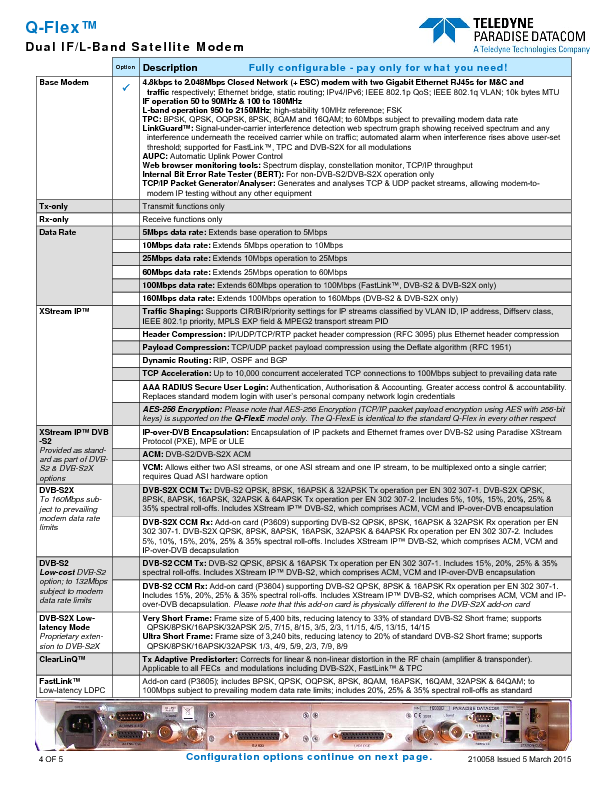 Q-Flex™
Dual IF/L-Band Satellite Modem
TELEDYNE
PARADISE DATACOM
A Teledyne Technologies Company
Option Description Fully configurable - pay only for what you need!
Base Modem ✓ 4.8kbps to 2.048Mbps Closed Network (+ ESC) modem with two Gigabit Ethernet RJ45s for M&C and
traffic respectively; Ethernet bridge, static routing; IPv4/IPv6; IEEE 802.1p QoS; IEEE 802.1q VLAN; 10k bytes MTU
IF operation 50 to 90MHz & 100 to 180MHz
L-band operation 950 to 2150MHz; high-stability 10MHz reference; FSK
TPC: BPSK, QPSK, OQPSK, 8PSK, 8QAM and 16QAM; to 60Mbps subject to prevailing modem data rate
LinkGuard™: Signal-under-carrier interference detection web spectrum graph showing received spectrum and any
interference underneath the received carrier while on traffic; automated alarm when interference rises above user-set
threshold; supported for FastLink™, TPC and DVBS2X for all modulations
AUPC: Automatic Uplink Power Control
Web browser monitoring tools: Spectrum display, constellation monitor, TCP/IP throughput
Internal Bit Error Rate Tester (BERT): For non-DVB-S2/DVB-S2X operation only
TCP/IP Packet Generator/Analyser: Generates and analyses TCP & UDP packet streams, allowing modem-to-
modem IP testing without any other equipment
Tx-only Transmit functions only
Rx-only Receive functions only
Data Rate 5Mbps data rate: Extends base operation to 5Mbps
10Mbps data rate: Extends 5Mbps operation to 10Mbps
25Mbps data rate: Extends 10Mbps operation to 25Mbps
60Mbps data rate: Extends 25Mbps operation to 60Mbps
100Mbps data rate: Extends 60Mbps operation to 100Mbps (FastLink™, DVB-S2 & DVB-S2X only)
160Mbps data rate: Extends 100Mbps operation to 160Mbps (DVB-S2 & DVB-S2X only)
XStream IP™ Traffic Shaping: Supports CIR/BIR/priority settings for IP streams classified by VLAN ID, IP address, Diffserv class,
IEEE 802.1p priority, MPLS EXP field & MPEG2 transport stream PID
Header Compression: IP/UDP/TCP/RTP packet header compression (RFC 3095) plus Ethernet header compression
Payload Compression: TCP/UDP packet payload compression using the Deflate algorithm (RFC 1951)
Dynamic Routing: RIP, OSPF and BGP
TCP Acceleration: Up to 10,000 concurrent accelerated TCP connections to 100Mbps subject to prevailing data rate
AAA RADIUS Secure User Login: Authentication, Authorisation & Accounting. Greater access control & accountability.
Replaces standard modem login with user's personal company network login credentials
AES-256 Encryption: Please note that AES-256 Encryption (TCP/IP packet payload encryption using AES with 256-bit
keys) is supported on the Q-FlexE model only. The Q-FlexE is identical to the standard Q-Flex in every other respect
XStream IP™ DVB
-S2
Provided as stand-
ard as part of DVB-
S2 & DVB-S2X
options
IP-over-DVB Encapsulation: Encapsulation of IP packets and Ethernet frames over DVB-S2 using Paradise XStream
Protocol (PXE), MPE or ULE
ACM: DVB-S2/DVB-S2X ACM
VCM: Allows either two ASI streams, or one ASI stream and one IP stream, to be multiplexed onto a single carrier;
requires Quad ASI hardware option
DVB-S2X
To 160Mbps sub-
ject to prevailing
modem data rate
limits
DVB-S2X CCM Tx: DVB-S2 QPSK, 8PSK, 16APSK & 32APSK Tx operation per EN 302 307-1. DVB-S2X QPSK,
8PSK, 8APSK, 16APSK, 32APSK & 64APSK Tx operation per EN 302 307-2. Includes 5%, 10%, 15%, 20%, 25% &
35% spectral roll-offs. Includes XStream IP™ DVB-S2, which comprises ACM, VCM and IP-over-DVB encapsulation
DVB-S2X CCM Rx: Add-on card (P3609) supporting DVB-S2 QPSK, 8PSK, 16APSK & 32APSK Rx operation per EN
302 307-1. DVB-S2X QPSK, 8PSK, 8APSK, 16APSK, 32APSK & 64APSK Rx operation per EN 302 307-2. Includes
5%, 10%, 15%, 20%, 25% & 35% spectral roll-offs. Includes XStream IP™ DVB-S2, which comprises ACM, VCM and
IP-over-DVB decapsulation
DVB-S2
Low-cost DVB-S2
option; to 132Mbps
subject to modem
data rate limits
DVB-S2 CCM Tx: DVB-S2 QPSK, 8PSK & 16APSK Tx operation per EN 302 307-1. Includes 15%, 20%, 25% & 35%
spectral roll-offs. Includes XStream IP™ DVB-S2, which comprises ACM, VCM and IP-over-DVB encapsulation
DVB-S2 CCM Rx: Add-on card (P3604) supporting DVB-S2 QPSK, 8PSK & 16APSK Rx operation per EN 302 307-1.
Includes 15%, 20%, 25% & 35% spectral roll-offs. Includes XStream IP™ DVB-S2, which comprises ACM, VCM and IP-
over-DVB decapsulation. Please note that this add-on card is physically different to the DVB-S2X add-on card
DVB-S2X Low-
latency Mode
Proprietary exten-
sion to DVB-S2X
Very Short Frame: Frame size of 5,400 bits, reducing latency to 33% of standard DVB-S2 Short frame; supports
QPSK/8PSK/16APSK/32APSK 2/5, 7/15, 8/15, 3/5, 2/3, 11/15, 4/5, 13/15, 14/15
Ultra Short Frame: Frame size of 3,240 bits, reducing latency to 20% of standard DVB-S2 Short frame; supports
QPSK/8PSK/16APSK/32APSK 1/3, 4/9, 5/9, 2/3, 7/9, 8/9
ClearLinQ™ Tx Adaptive Predistorter: Corrects for linear & non-linear distortion in the RF chain (amplifier & transponder).
Applicable to all FECs and modulations including DVB-S2X, FastLink™ & TPC
FastLink™
Low-latency LDPC
Add-on card (P3605); includes BPSK, QPSK, OQPSK, 8PSK, 8QAM, 16APSK, 16QAM, 32APSK & 64QAM; to
100Mbps subject to prevailing modem data rate limits; includes 20%, 25% & 35% spectral roll-offs as standard
PARADISE DATACOM
4 OF 5
Configuration options continue on next page.
210058 Issued 5 March 2015